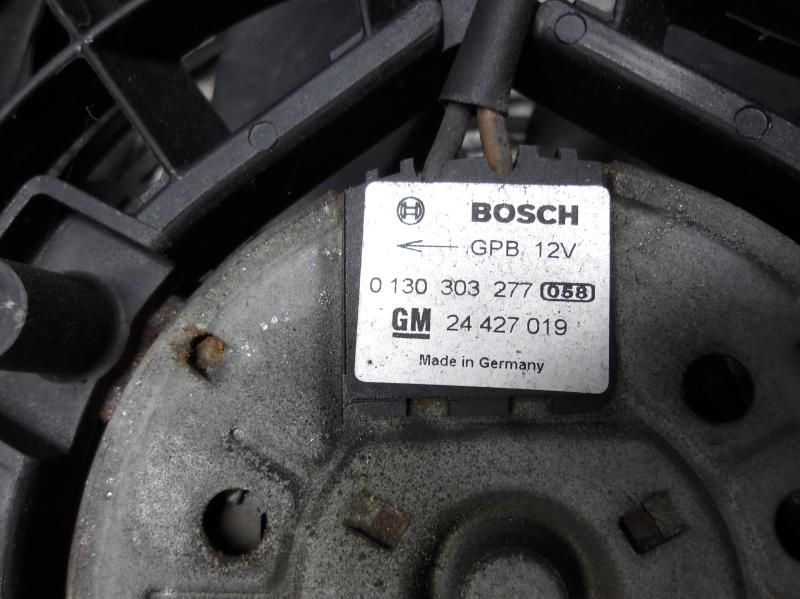 BOSCH
GPB 12V
0 130 303 277 058
GM 24 427 019
Made in Germany